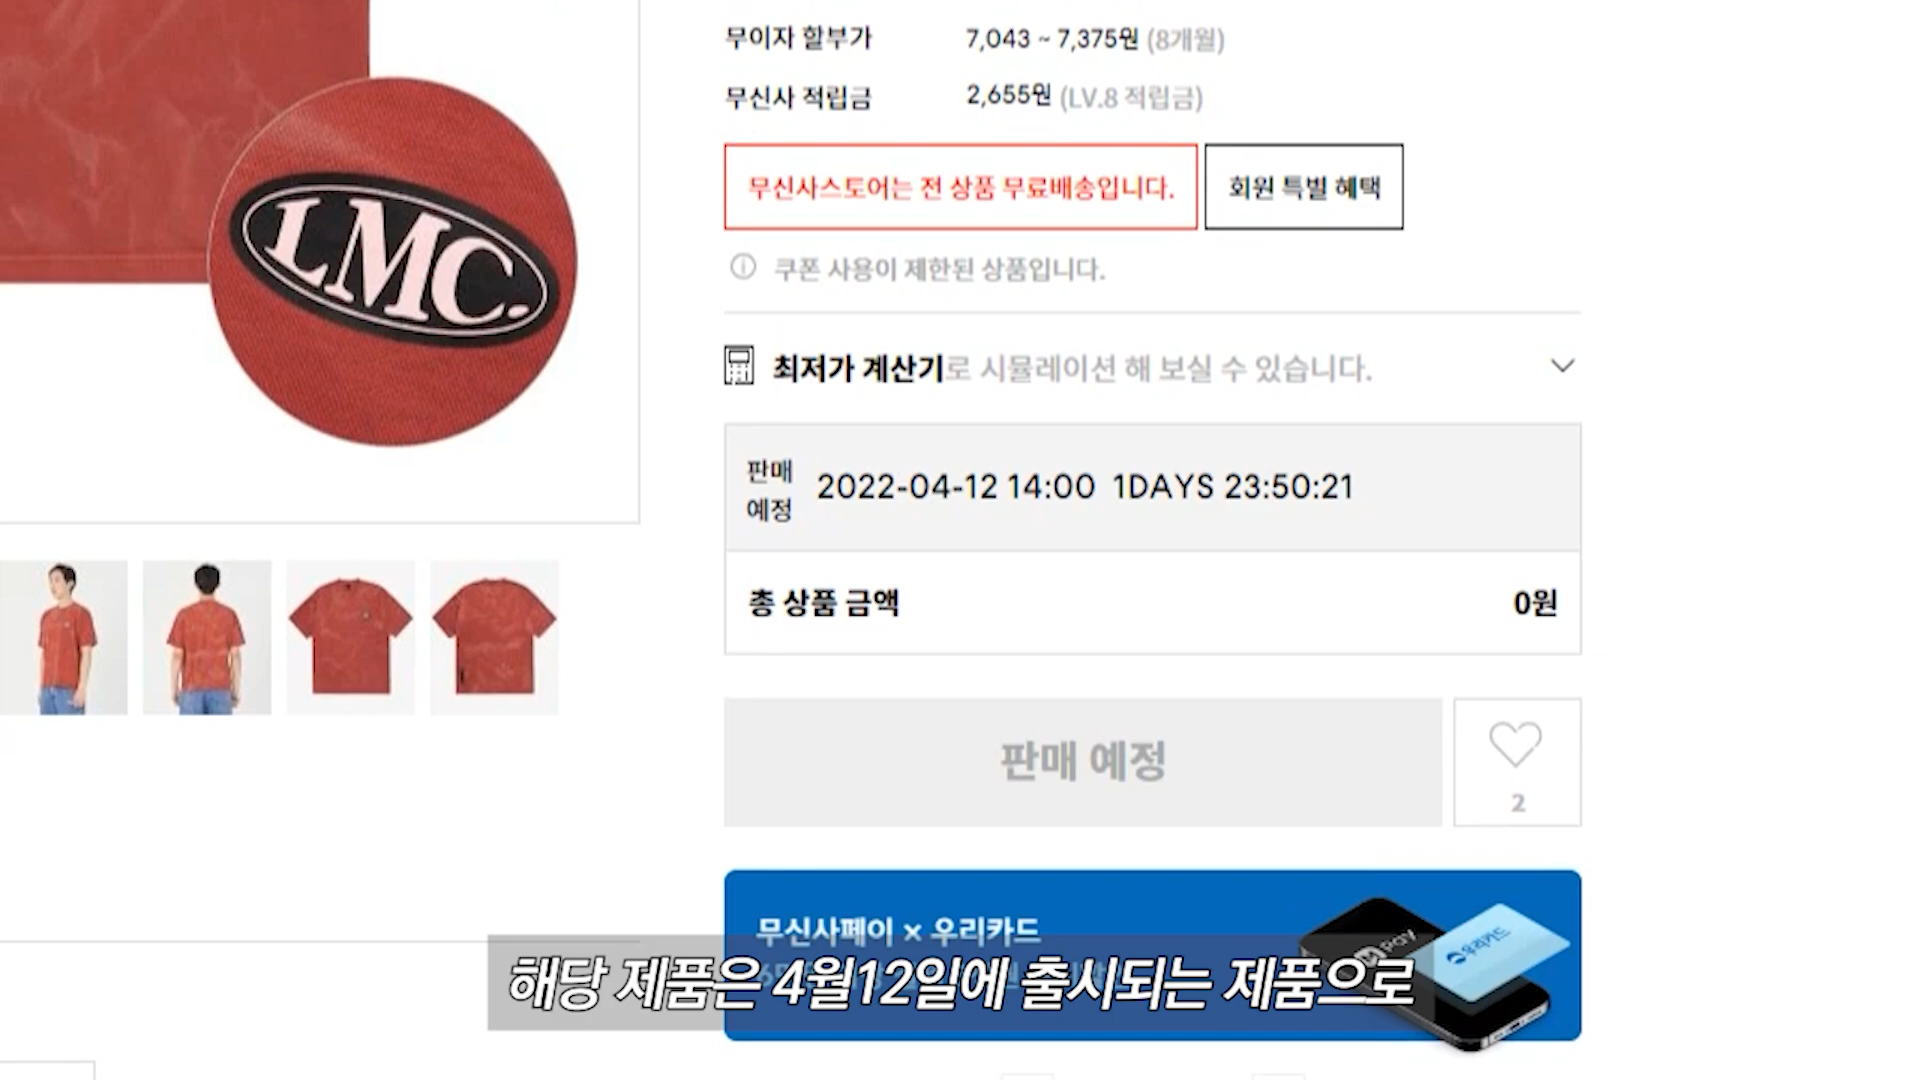 무이자 할부가 7,043 ~ 7,375원 (8개월)
무신사 적립금 2,655원 (LV.8 적립금)
무신사스토어는 전 상품 무료배송입니다. 회원 특별 혜택
LMC.
쿠폰 사용이 제한된 상품입니다.
최저가 계산기로 시뮬레이션 해 보실 수 있습니다.
판매
예정
2022-04-12 14:00 1DAYS 23:50:21
총 상품 금액 0원
판매 예정
2
무신사페이 × 우리카드
pay
우리카드
해당 제품은 4월12일에 출시되는 제품으로